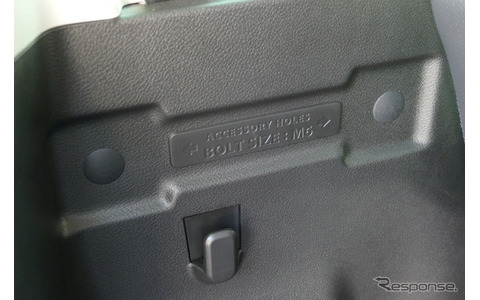 ACCESSORY HOLES
BOLT SIZE : M6
Response.